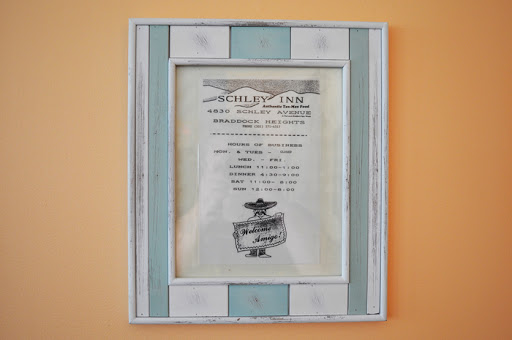 SCHLEY INN
Authentic Tex-Mex Food
4830 SCHLEY AVENUE
BRADDOCK HEIGHTS
HOURS OF BUSINESS
MON. & TUES -
WED. - FRI
LUNCH 11:00-1:00
DINNER 4:30-9:00
SAT 11:00- 9:00
SUN 12:00-8:00
Welcome
Amigo!